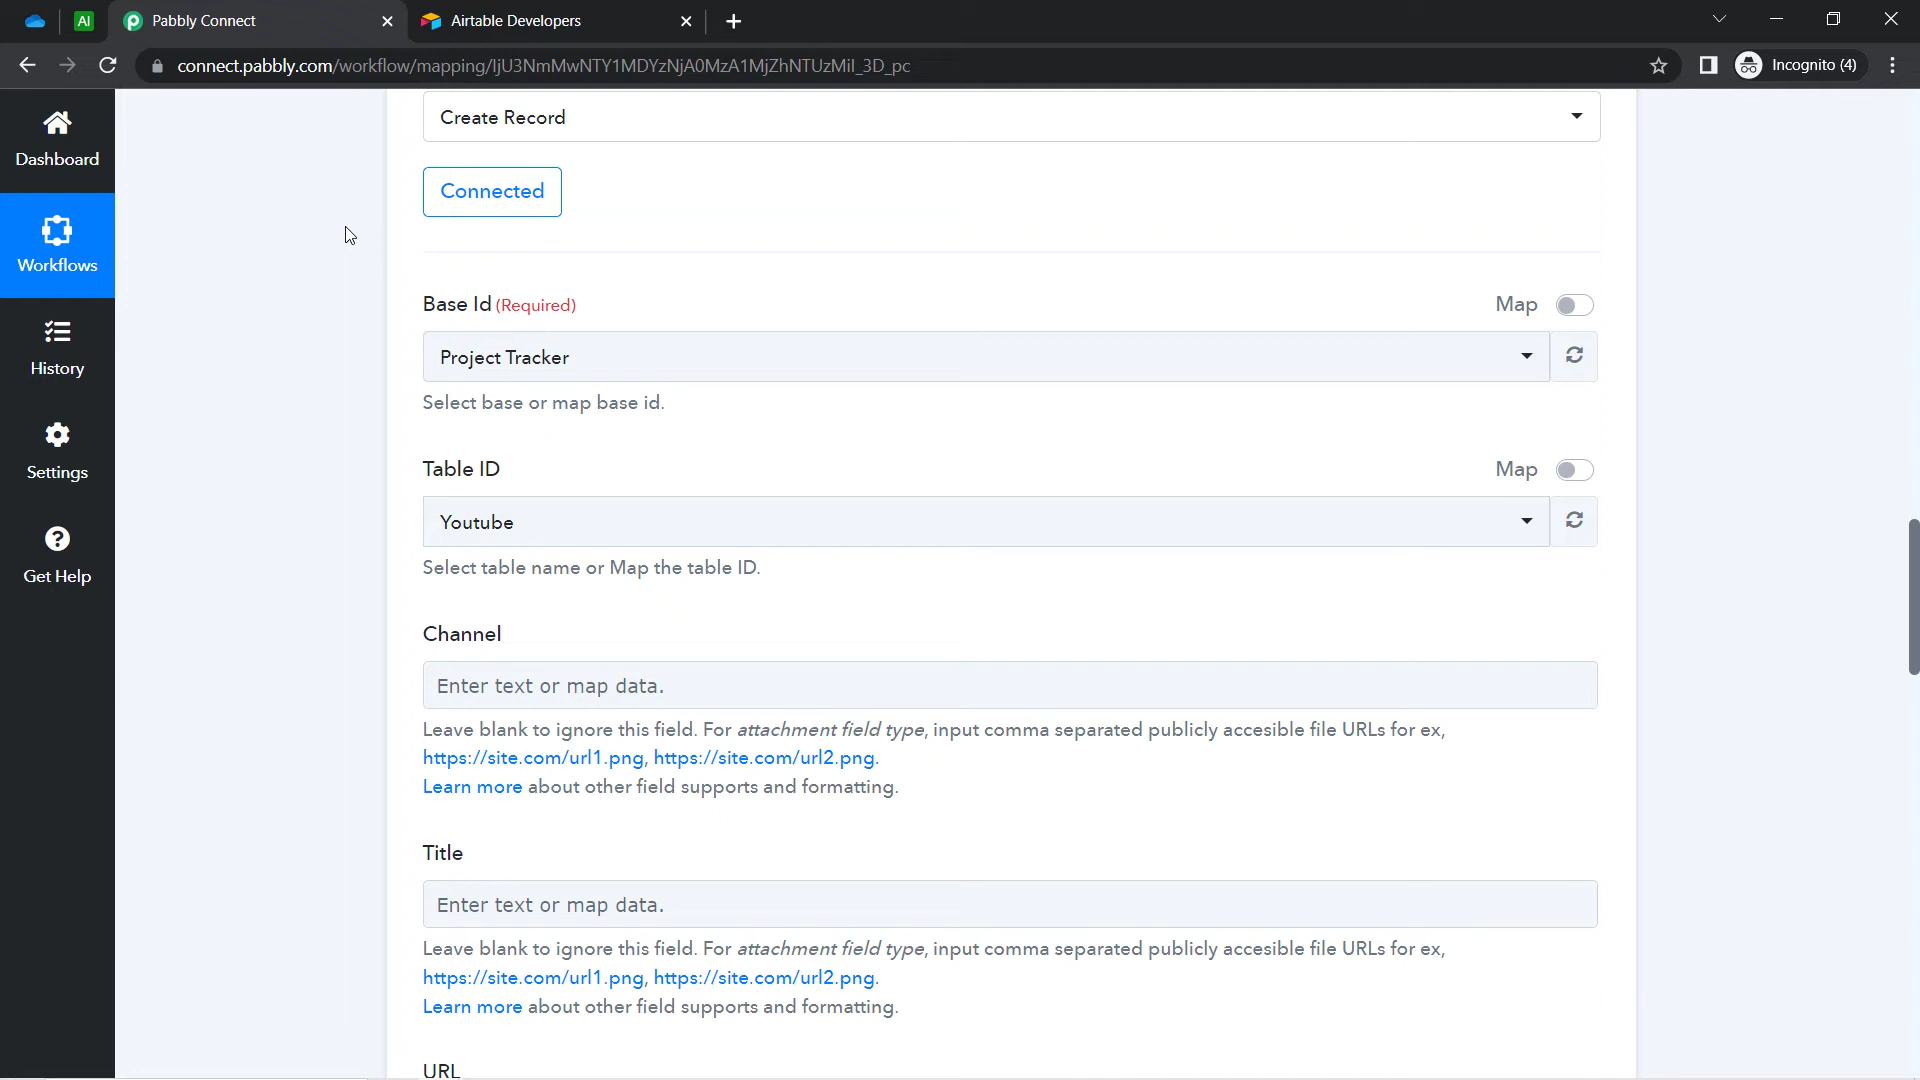 AI
Pabbly Connect
Airtable Developers
connect.pabbly.com/workflow/mapping/IjU3NmMwNTY1MDYzNjA0MzA1MjZhNTUzMiI_3D_pc
Incognito (4)
Dashboard
Workflows
History
Settings
Get Help
Create Record
Connected
Base Id (Required)
Map
Project Tracker
Select base or map base id.
Table ID
Map
Youtube
Select table name or Map the table ID.
Channel
Enter text or map data.
Leave blank to ignore this field. For attachment field type, input comma separated publicly accesible file URLs for ex,
https://site.com/url1.png, https://site.com/url2.png.
Learn more about other field supports and formatting.
Title
Enter text or map data.
Leave blank to ignore this field. For attachment field type, input comma separated publicly accesible file URLs for ex,
https://site.com/url1.png, https://site.com/url2.png.
Learn more about other field supports and formatting.
URL